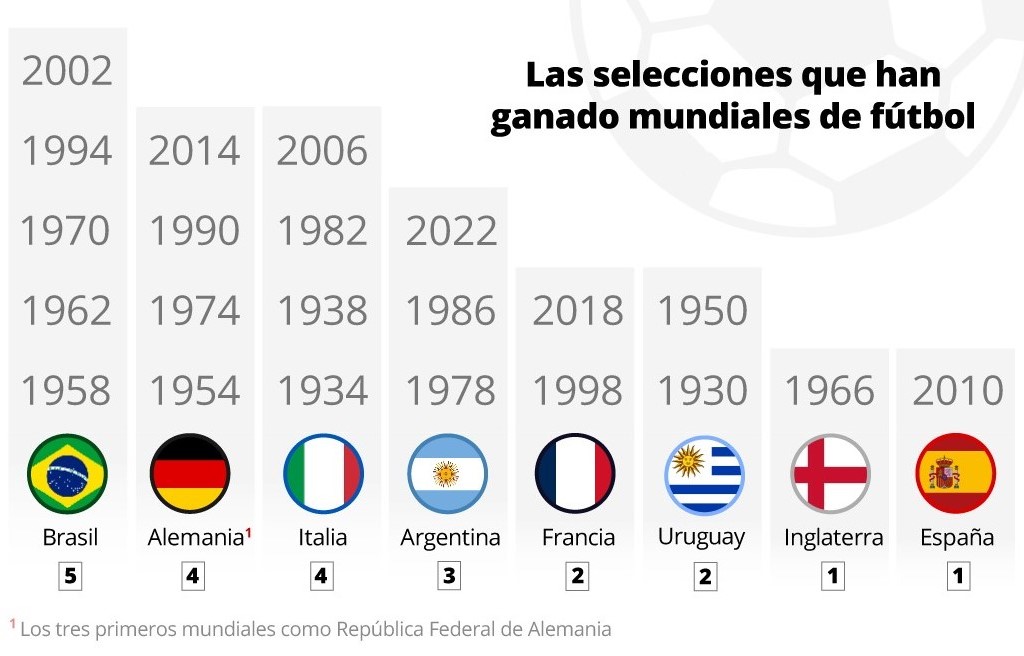 Las selecciones que han
ganado mundiales de fútbol
2002
1994 2014 2006
1970 1990 1982 2022
1962 1974 1938 1986 2018 1950
1958 1954 1934 1978 1998 1930 1966 2010
Brasil Alemania¹ Italia Argentina Francia Uruguay Inglaterra España
5 4 4 3 2 2 1 1
¹ Los tres primeros mundiales como República Federal de Alemania